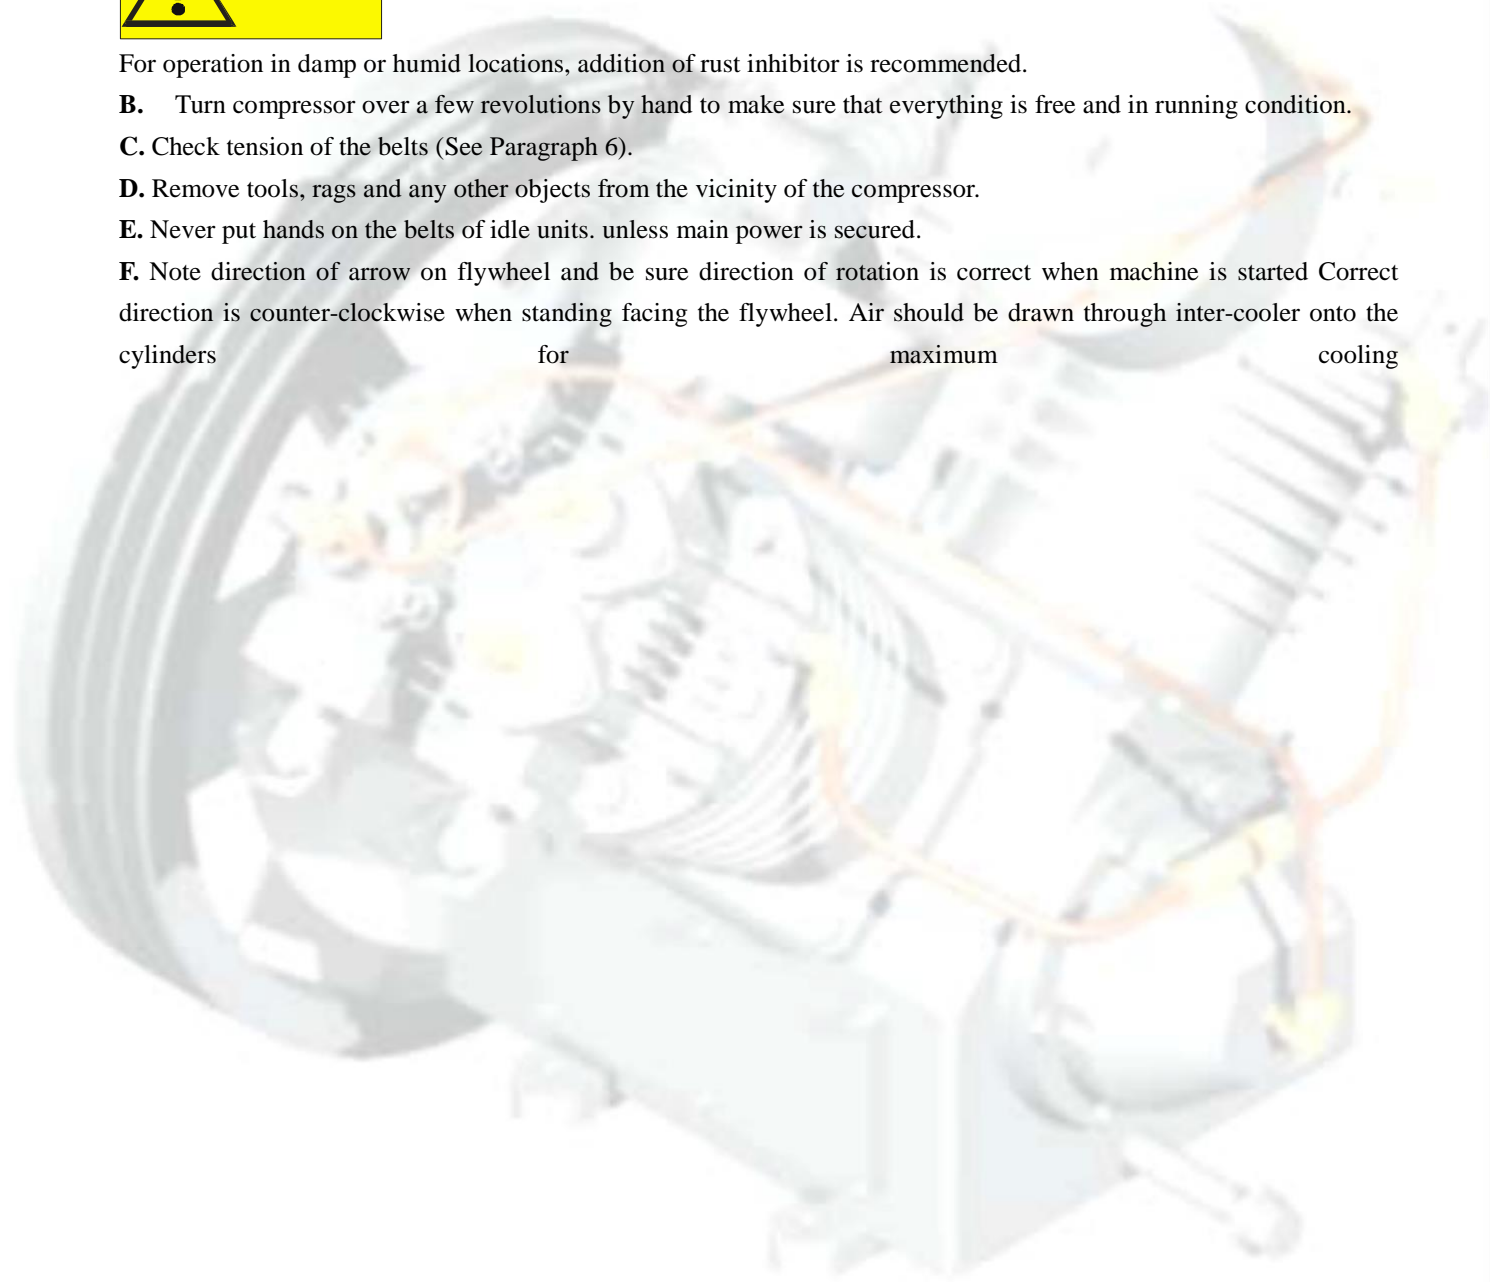 For operation in damp or humid locations, addition of rust inhibitor is recommended.
B. Turn compressor over a few revolutions by hand to make sure that everything is free and in running condition.
C. Check tension of the belts (See Paragraph 6).
D. Remove tools, rags and any other objects from the vicinity of the compressor.
E. Never put hands on the belts of idle units. unless main power is secured.
F. Note direction of arrow on flywheel and be sure direction of rotation is correct when machine is started Correct
direction is counter-clockwise when standing facing the flywheel. Air should be drawn through inter-cooler onto the
cylinders for maximum cooling